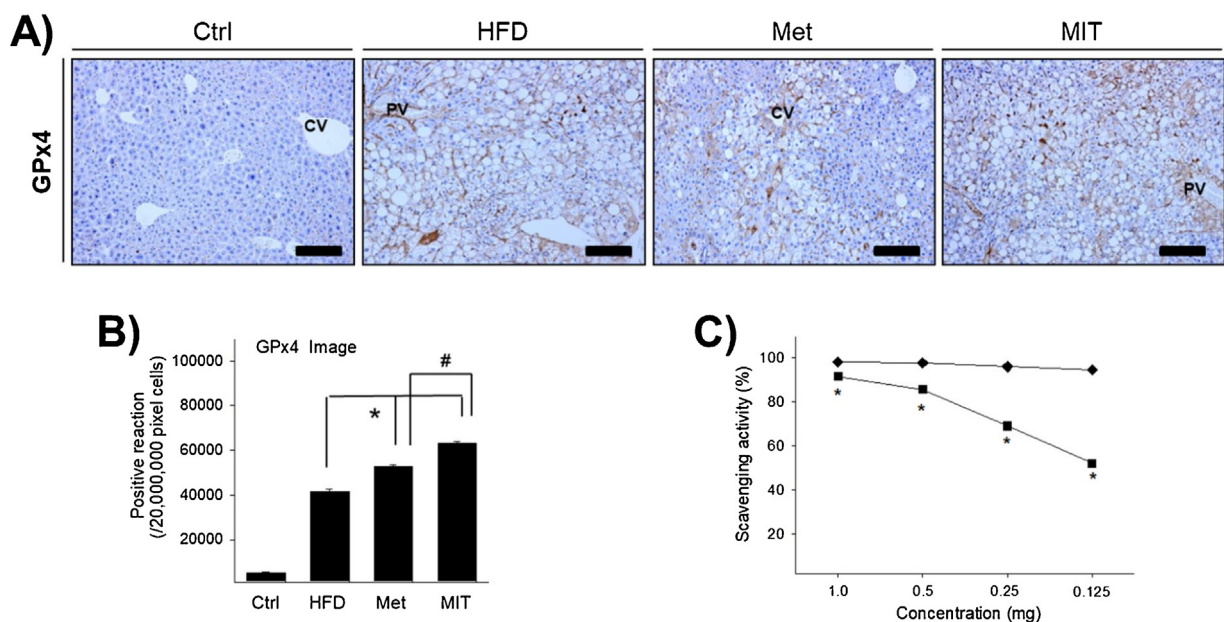 A)
Ctrl
HFD
Met
MIT
GPx4
CV
PV
CV
PV
B)
GPx4 Image
Positive reaction
(/20,000,000 pixel cells)
100000
80000
60000
40000
20000
*
#
Ctrl
HFD
Met
MIT
C)
Scavenging activity (%)
100
80
60
40
20
*
*
*
*
1.0
0.5
0.25
0.125
Concentration (mg)